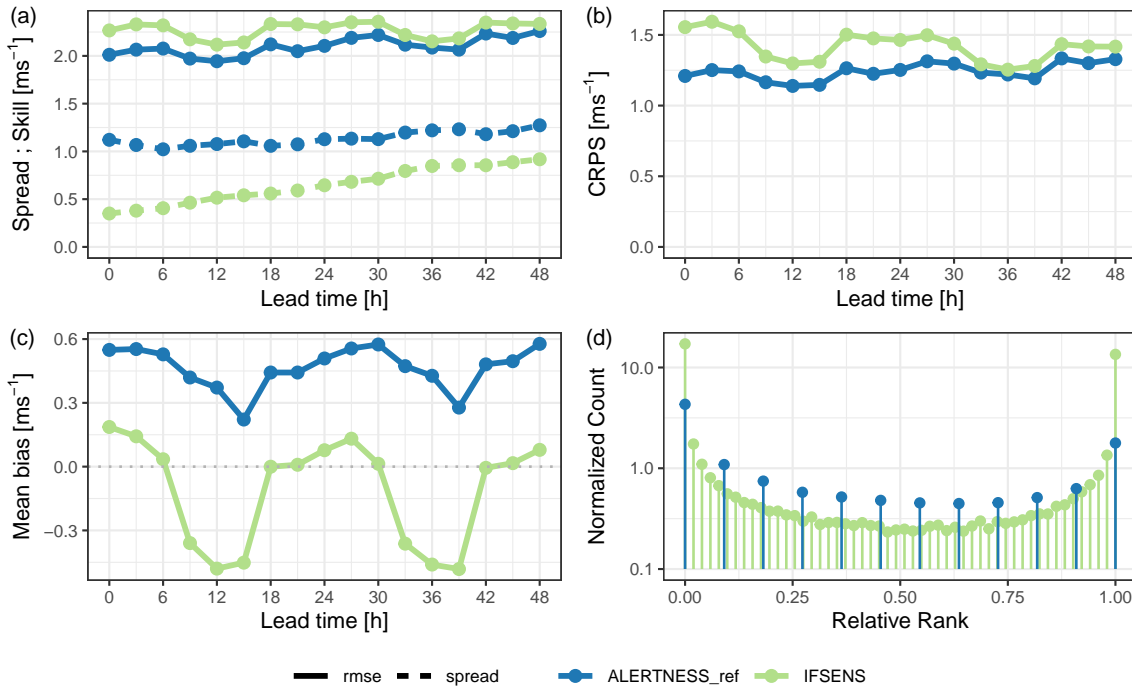 (a)
Spread ; Skill [ms⁻¹]
2.0
1.5
1.0
0.5
0.0
0 6 12 18 24 30 36 42 48
Lead time [h]
(b)
CRPS [ms⁻¹]
1.5
1.0
0.5
0.0
0 6 12 18 24 30 36 42 48
Lead time [h]
(c)
Mean bias [ms⁻¹]
0.6
0.3
0.0
−0.3
0 6 12 18 24 30 36 42 48
Lead time [h]
(d)
Normalized Count
10.0
1.0
0.1
0.00 0.25 0.50 0.75 1.00
Relative Rank
rmse spread ALERTNESS_ref IFSENS